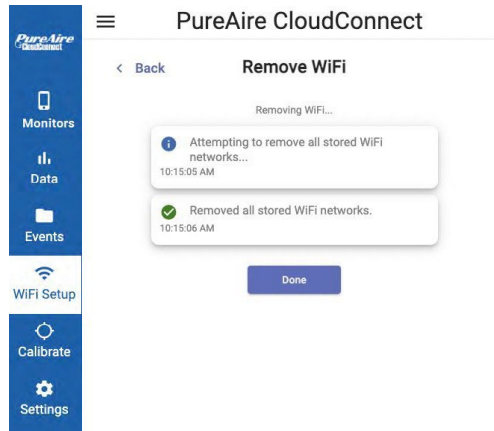 PureAire CloudConnect
PureAire
CloudConnect
< Back
Remove WiFi
Removing WiFi...
Attempting to remove all stored WiFi
networks...
10:15:05 AM
Removed all stored WiFi networks.
10:15:06 AM
Done
Monitors
Data
Events
WiFi Setup
Calibrate
Settings